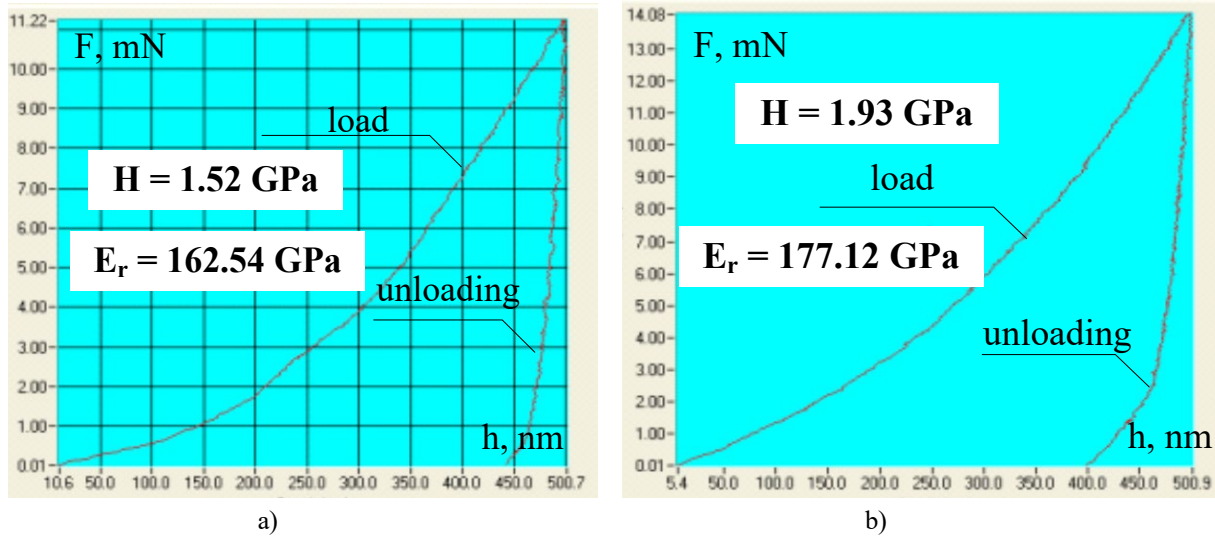 11.22
F, mN
10.00
9.00
8.00
7.00
6.00
5.00
4.00
3.00
2.00
1.00
0.01
load
H = 1.52 GPa
Er = 162.54 GPa
unloading
h, nm
10.6 50.0 100.0 150.0 200.0 250.0 300.0 350.0 400.0 450.0 500.7
a)
14.08
F, mN
13.00
12.00
11.00
10.00
9.00
8.00
7.00
6.00
5.00
4.00
3.00
2.00
1.00
0.01
H = 1.93 GPa
load
Er = 177.12 GPa
unloading
h, nm
5.4 50.0 100.0 150.0 200.0 250.0 300.0 350.0 400.0 450.0 500.9
b)